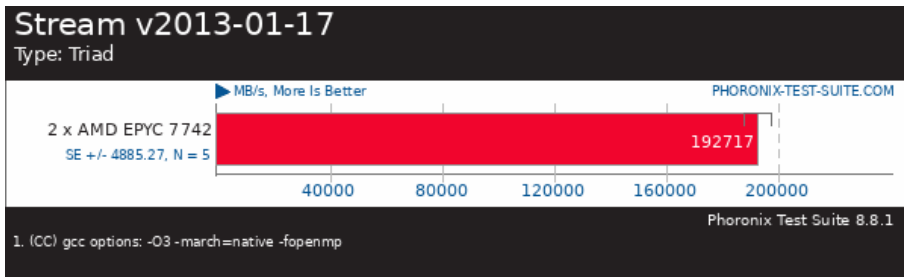 Stream v2013-01-17
Type: Triad
MB/s, More Is Better PHORONIX-TEST-SUITE.COM
2 x AMD EPYC 7742
SE +/- 4885.27, N = 5
192717
40000 80000 120000 160000 200000
Phoronix Test Suite 8.8.1
1. (CC) gcc options: -O3 -march=native -fopenmp